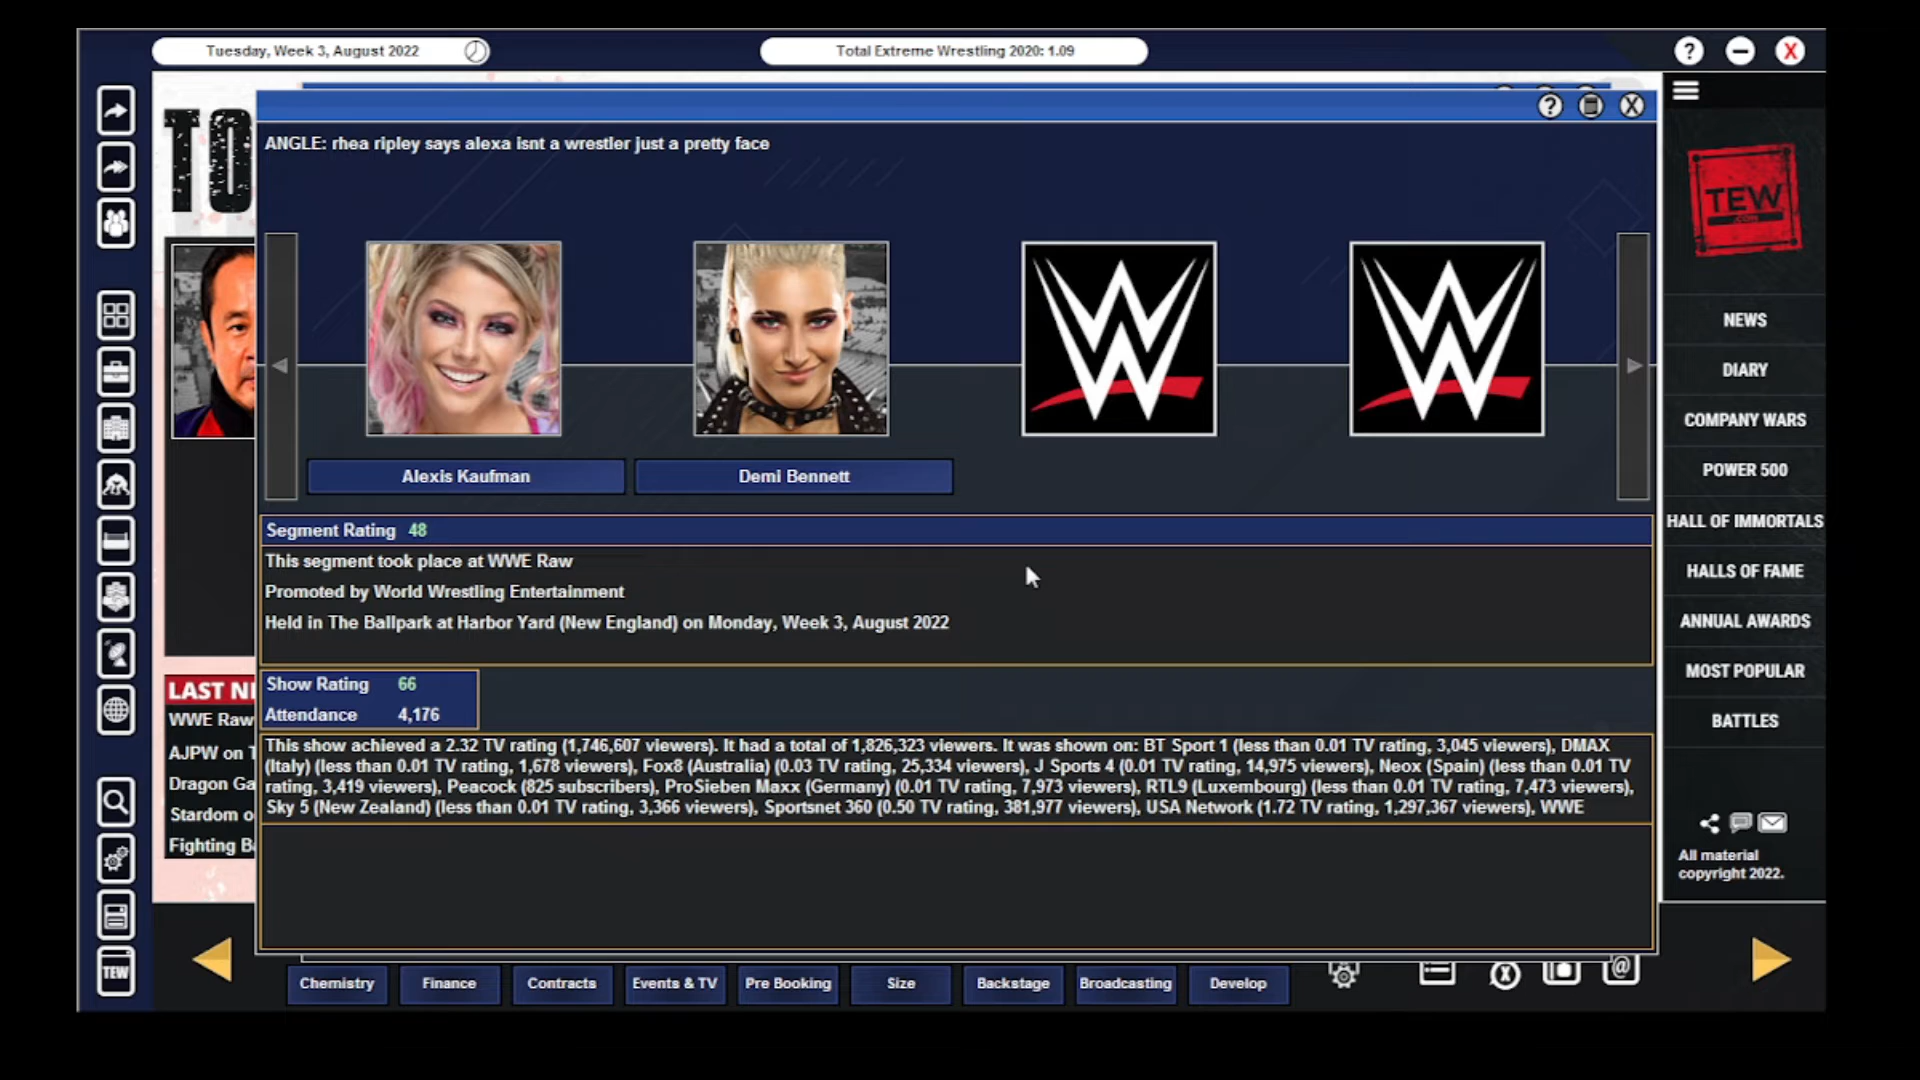 Tuesday, Week 3, August 2022
Total Extreme Wrestling 2020: 1.09
?
X
TO
? X
ANGLE: rhea ripley says alexa isnt a wrestler just a pretty face
TEW
.COM
Alexis Kaufman
Demi Bennett
NEWS
DIARY
COMPANY WARS
POWER 500
HALL OF IMMORTALS
HALLS OF FAME
ANNUAL AWARDS
MOST POPULAR
BATTLES
Segment Rating 48
This segment took place at WWE Raw
Promoted by World Wrestling Entertainment
Held in The Ballpark at Harbor Yard (New England) on Monday, Week 3, August 2022
Show Rating 66
Attendance 4,176
LAST NI
WWE Raw
AJPW on T
Dragon Ga
Stardom o
Fighting B
This show achieved a 2.32 TV rating (1,746,607 viewers). It had a total of 1,826,323 viewers. It was shown on: BT Sport 1 (less than 0.01 TV rating, 3,045 viewers), DMAX
(Italy) (less than 0.01 TV rating, 1,678 viewers), Fox8 (Australia) (0.03 TV rating, 25,334 viewers), J Sports 4 (0.01 TV rating, 14,975 viewers), Neox (Spain) (less than 0.01 TV
rating, 3,419 viewers), Peacock (825 subscribers), ProSieben Maxx (Germany) (0.01 TV rating, 7,973 viewers), RTL9 (Luxembourg) (less than 0.01 TV rating, 7,473 viewers),
Sky 5 (New Zealand) (less than 0.01 TV rating, 3,366 viewers), Sportsnet 360 (0.50 TV rating, 381,977 viewers), USA Network (1.72 TV rating, 1,297,367 viewers), WWE
All material
copyright 2022.
TEW
Chemistry
Finance
Contracts
Events & TV
Pre Booking
Size
Backstage
Broadcasting
Develop